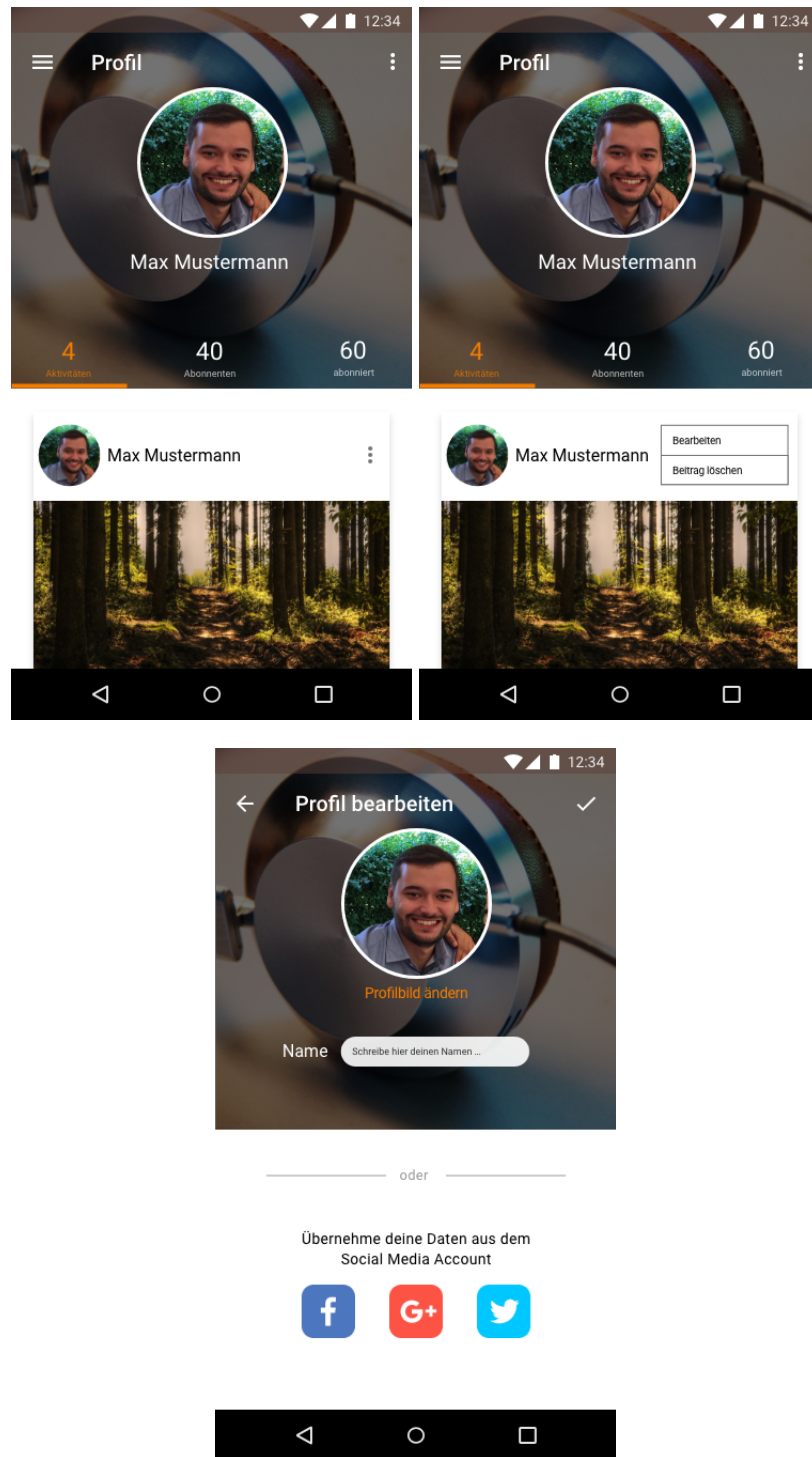 12:34
Profil
Max Mustermann
4
Aktivitäten
40
Abonnenten
60
abonniert
Max Mustermann
12:34
Profil
Max Mustermann
4
Aktivitäten
40
Abonnenten
60
abonniert
Max Mustermann
Bearbeiten
Beitrag löschen
12:34
Profil bearbeiten
Profilbild ändern
Name
Schreibe hier deinen Namen ...
oder
Übernehme deine Daten aus dem
Social Media Account
f
G+